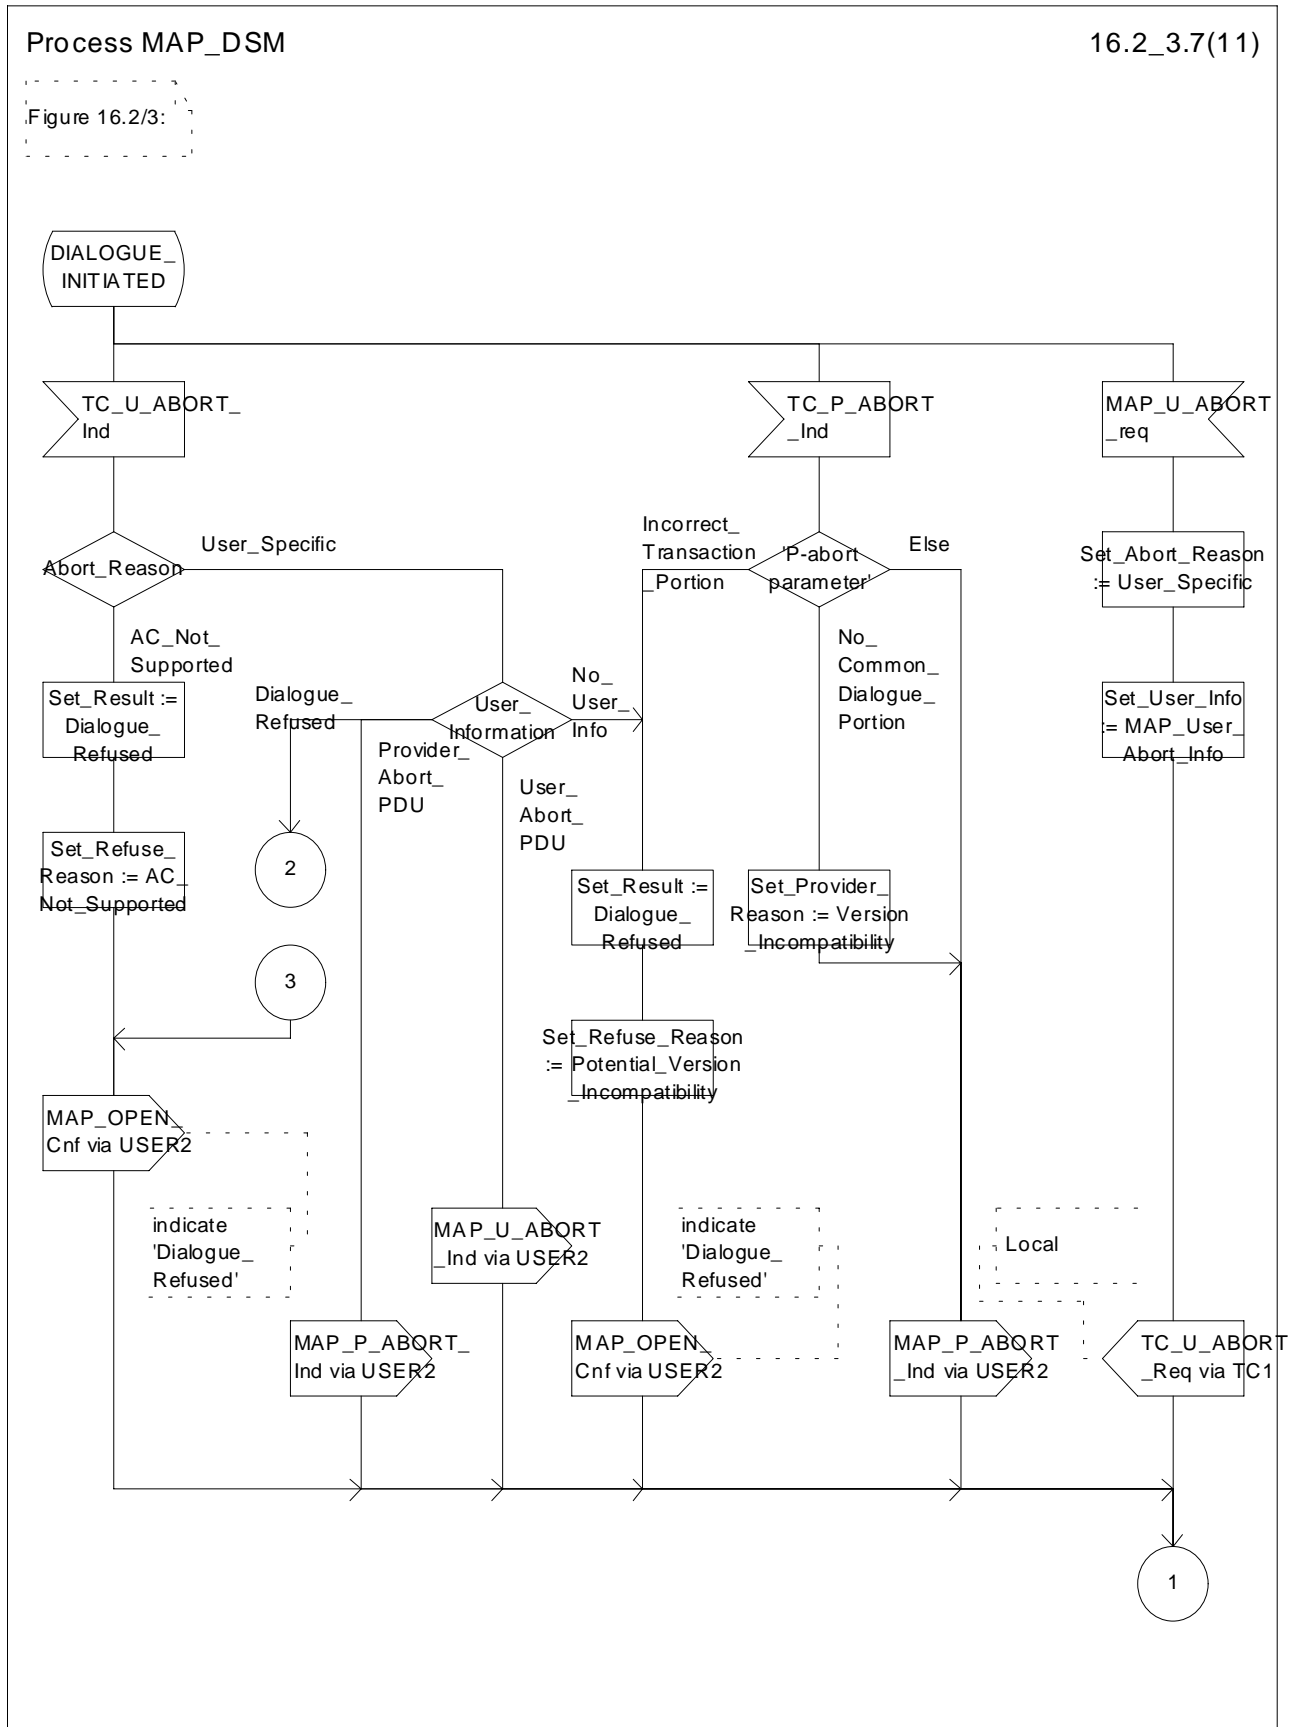 Process MAP_DSM
16.2_3.7(11)
Figure 16.2/3:
DIALOGUE_
INITIATED
TC_U_ABORT_
Ind
TC_P_ABORT
_Ind
MAP_U_ABORT
_req
Abort_Reason
User_Specific
Incorrect_
Transaction
_Portion
'P-abort
parameter'
Else
Set_Abort_Reason
:= User_Specific
AC_Not_
Supported
No_
Common_
Dialogue_
Portion
Set_Result :=
Dialogue_
Refused
Dialogue_
Refused
User_
Information
No_
User_
Info
Set_User_Info
:= MAP_User_
Abort_Info
Provider_
Abort_
PDU
User_
Abort_
PDU
Set_Refuse_
Reason := AC_
Not_Supported
2
Set_Result :=
Dialogue_
Refused
Set_Provider_
Reason := Version
_Incompatibility
3
Set_Refuse_Reason
:= Potential_Version
_Incompatibility
MAP_OPEN_
Cnf via USER2
indicate
'Dialogue_
Refused'
MAP_U_ABORT
_Ind via USER2
indicate
'Dialogue_
Refused'
Local
MAP_P_ABORT_
Ind via USER2
MAP_OPEN_
Cnf via USER2
MAP_P_ABORT
_Ind via USER2
TC_U_ABORT
_Req via TC1
1